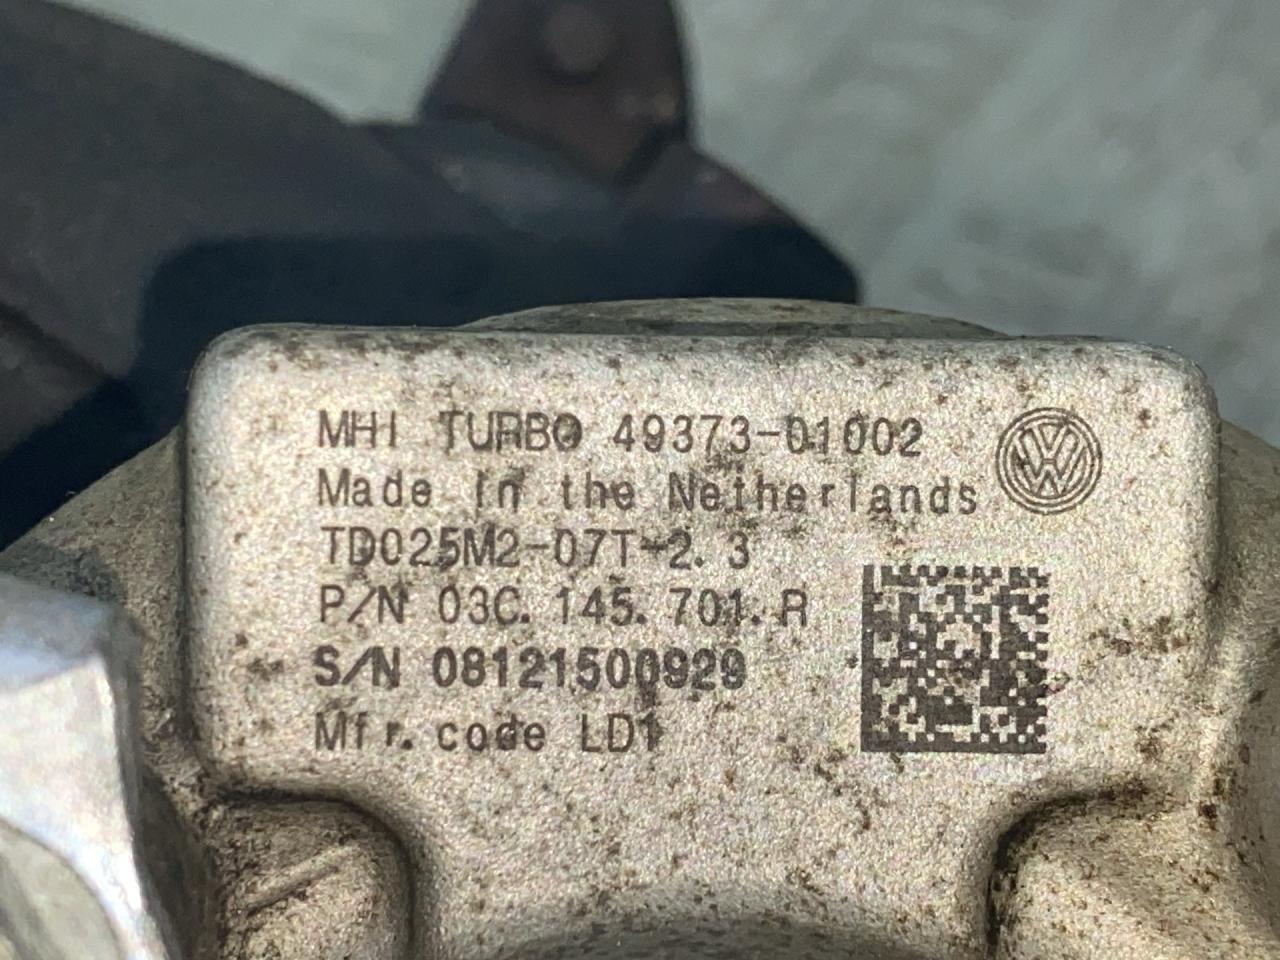 MHI TURBO 49373-01002
Made in the Netherlands
TD025M2-07T-2.3
P/N 03C.145.701.R
S/N 08121500929
Mfr. code LD1